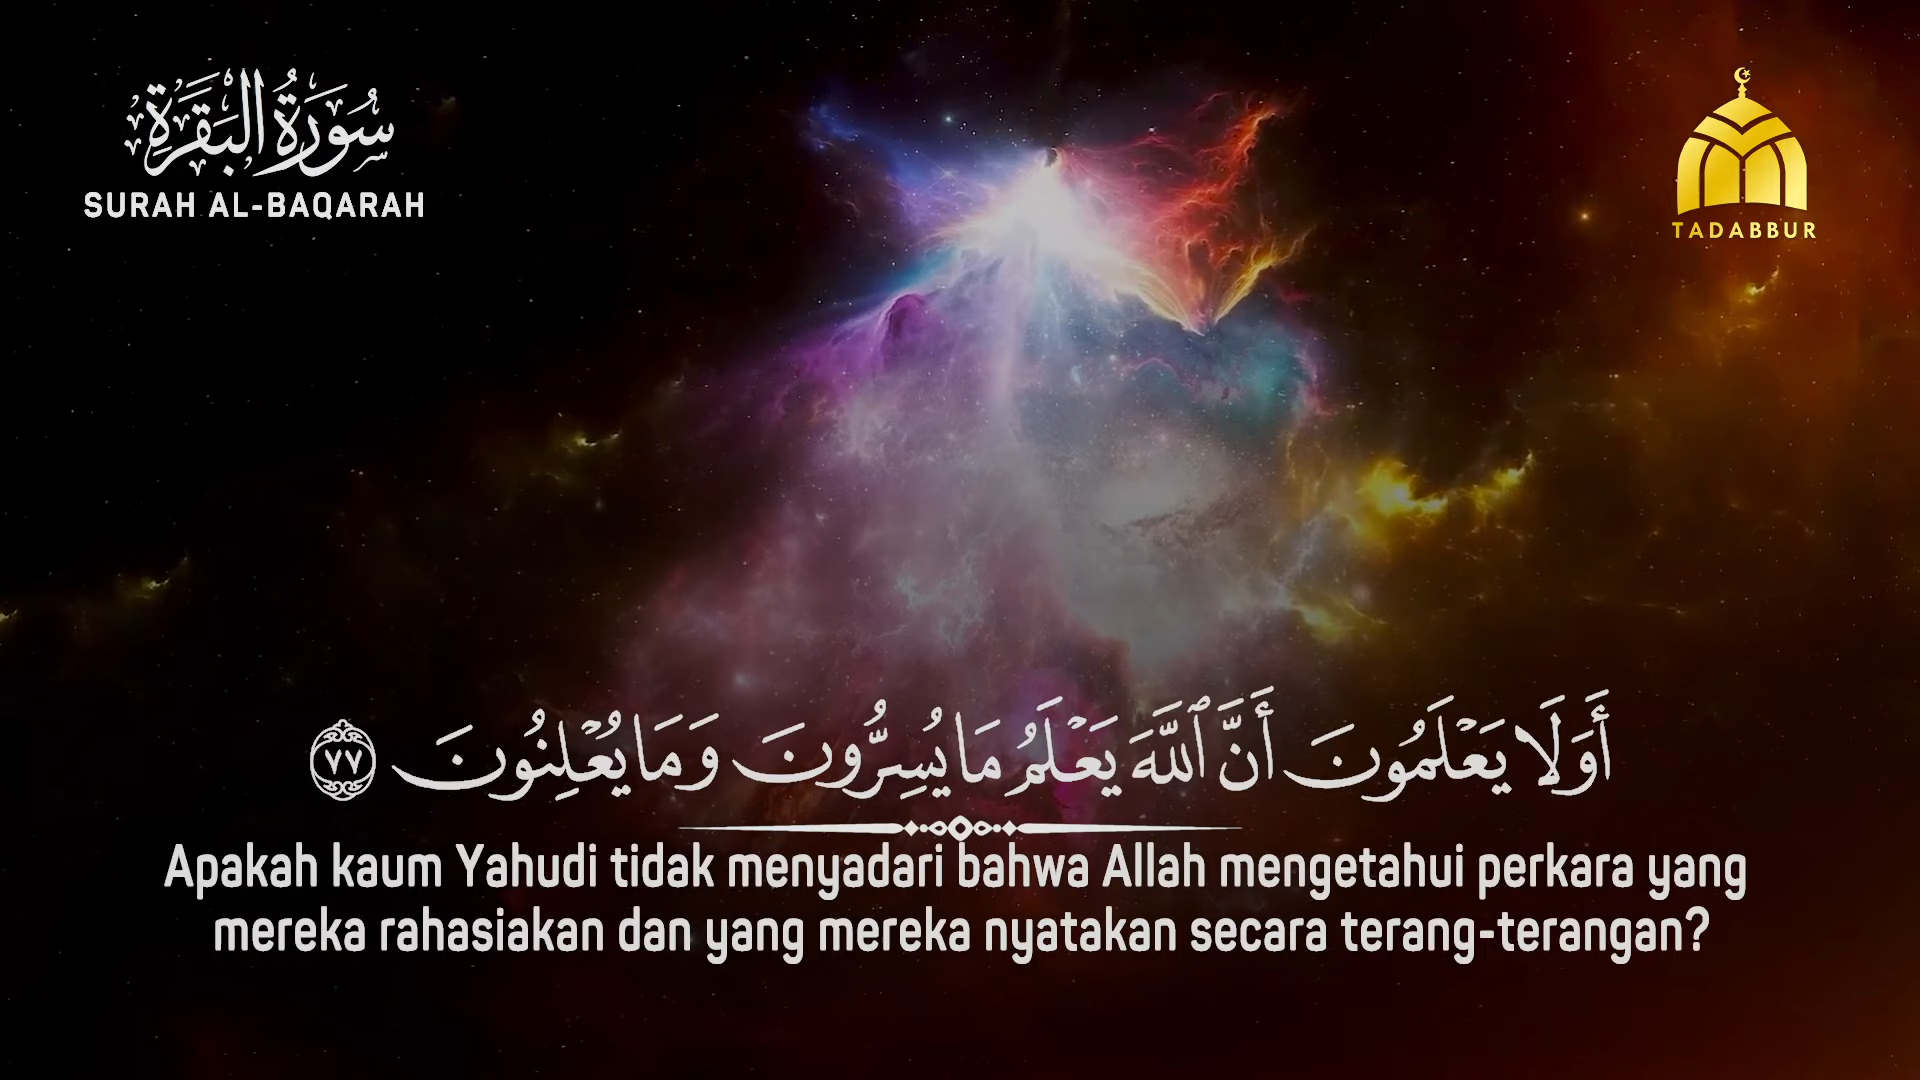 سُورَةُ الْبَقَرَةِ
SURAH AL-BAQARAH
TADABBUR
أَوَلَا يَعْلَمُونَ أَنَّ ٱللَّهَ يَعْلَمُ مَا يُسِرُّونَ وَمَا يُعْلِنُونَ ٧٧
Apakah kaum Yahudi tidak menyadari bahwa Allah mengetahui perkara yang
mereka rahasiakan dan yang mereka nyatakan secara terang-terangan?